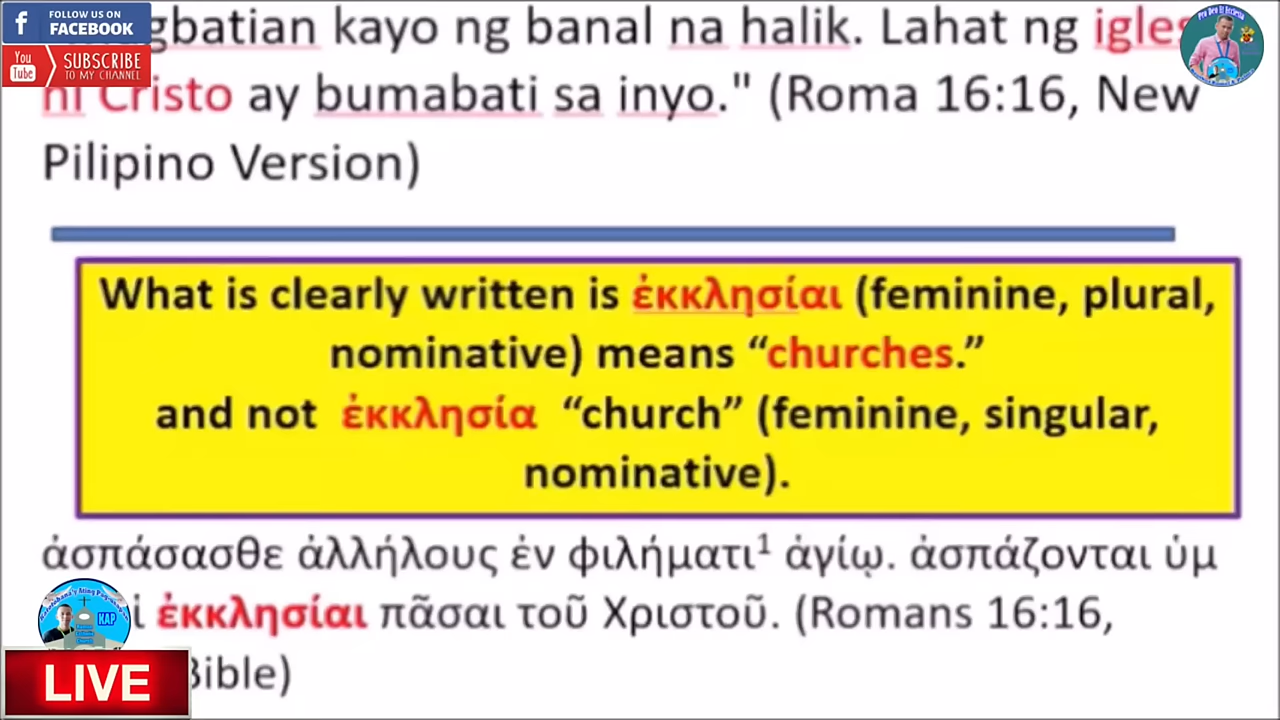 FOLLOW US ON
FACEBOOK
You
Tube
SUBSCRIBE
TO MY CHANNEL
kayo ng banal na halik. Lahat ng
ni Cristo ay bumabati sa inyo." (Roma 16:16, New
Pilipino Version)
What is clearly written is ἐκκλησίαι (feminine, plural,
nominative) means “churches.”
and not ἐκκλησία “church” (feminine, singular,
nominative).
ἀσπάσασθε ἀλλήλους ἐν φιλήματι¹ ἁγίῳ. ἀσπάζονται ὑμ
ἐκκλησίαι πᾶσαι τοῦ Χριστοῦ. (Romans 16:16,
Bible)
KAP
LIVE